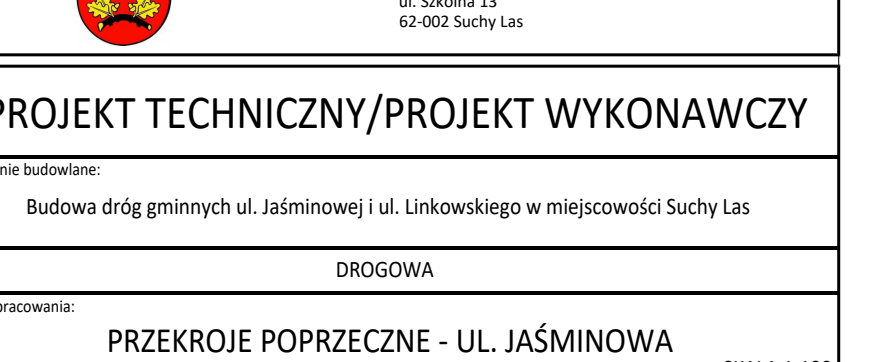 ul. Szkolna 13
62-002 Suchy Las
PROJEKT TECHNICZNY/PROJEKT WYKONAWCZY
nie budowlane:
Budowa dróg gminnych ul. Jaśminowej i ul. Linkowskiego w miejscowości Suchy Las
DROGOWA
pracowania:
PRZEKROJE POPRZECZNE - UL. JAŚMINOWA